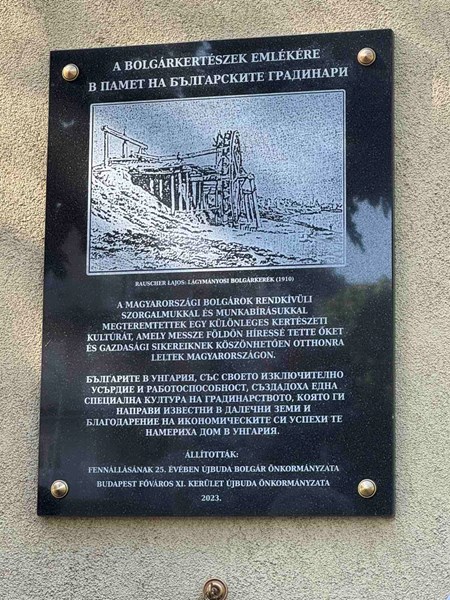 A BOLGÁRKERTÉSZEK EMLÉKÉRE
В ПАМЕТ НА БЪЛГАРСКИТЕ ГРАДИНАРИ
RAUSCHER LAJOS: LÁGYMÁNYOSI BOLGÁRKERÉK (1910)
A MAGYARORSZÁGI BOLGÁROK RENDKÍVÜLI
SZORGALMUKKAL ÉS MUNKABÍRÁSUKKAL
MEGTEREMTETTEK EGY KÜLÖNLEGES KERTÉSZETI
KULTÚRÁT, AMELY MESSZE FÖLDÖN HÍRESSÉ TETTE ŐKET
ÉS GAZDASÁGI SIKEREIKNEK KÖSZÖNHETŐEN OTTHONRA
LELTEK MAGYARORSZÁGON.
БЪЛГАРИТЕ В УНГАРИЯ, СЪС СВОЕТО ИЗКЛЮЧИТЕЛНО
УСЪРДИЕ И РАБОТОСПОСОБНОСТ, СЪЗДАДОХА ЕДНА
СПЕЦИАЛНА КУЛТУРА НА ГРАДИНАРСТВОТО, КОЯТО ГИ
НАПРАВИ ИЗВЕСТНИ В ДАЛЕЧНИ ЗЕМИ И
БЛАГОДАРЕНИЕ НА ИКОНОМИЧЕСКИТЕ СИ УСПЕХИ ТЕ
НАМЕРИХА ДОМ В УНГАРИЯ.
ÁLLÍTOTTÁK:
FENNÁLLÁSÁNAK 25. ÉVÉBEN ÚJBUDA BOLGÁR ÖNKORMÁNYZATA
BUDAPEST FŐVÁROS XI. KERÜLET ÚJBUDA ÖNKORMÁNYZATA
2023.